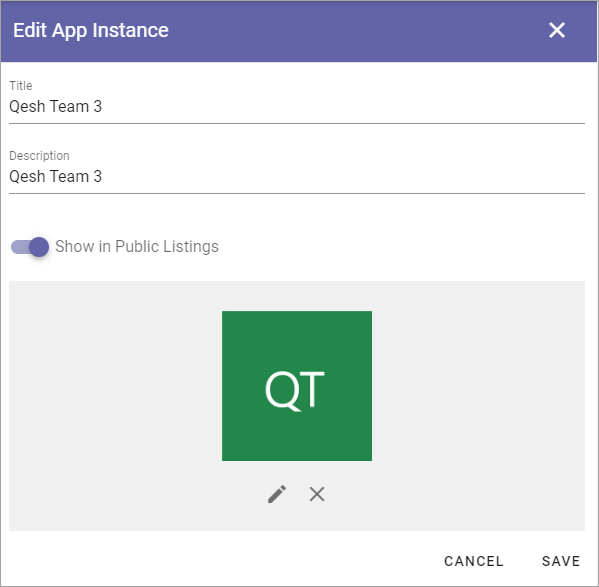 Edit App Instance
Title
Qesh Team 3
Description
Qesh Team 3
Show in Public Listings
QT
CANCEL SAVE